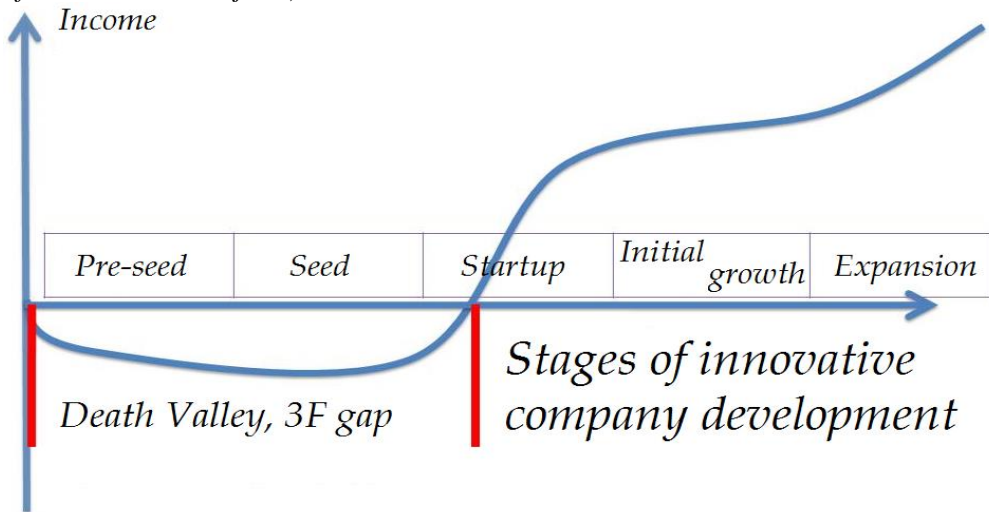 Income
Pre-seed
Seed
Startup
Initial
growth
Expansion
Death Valley, 3F gap
Stages of innovative
company development